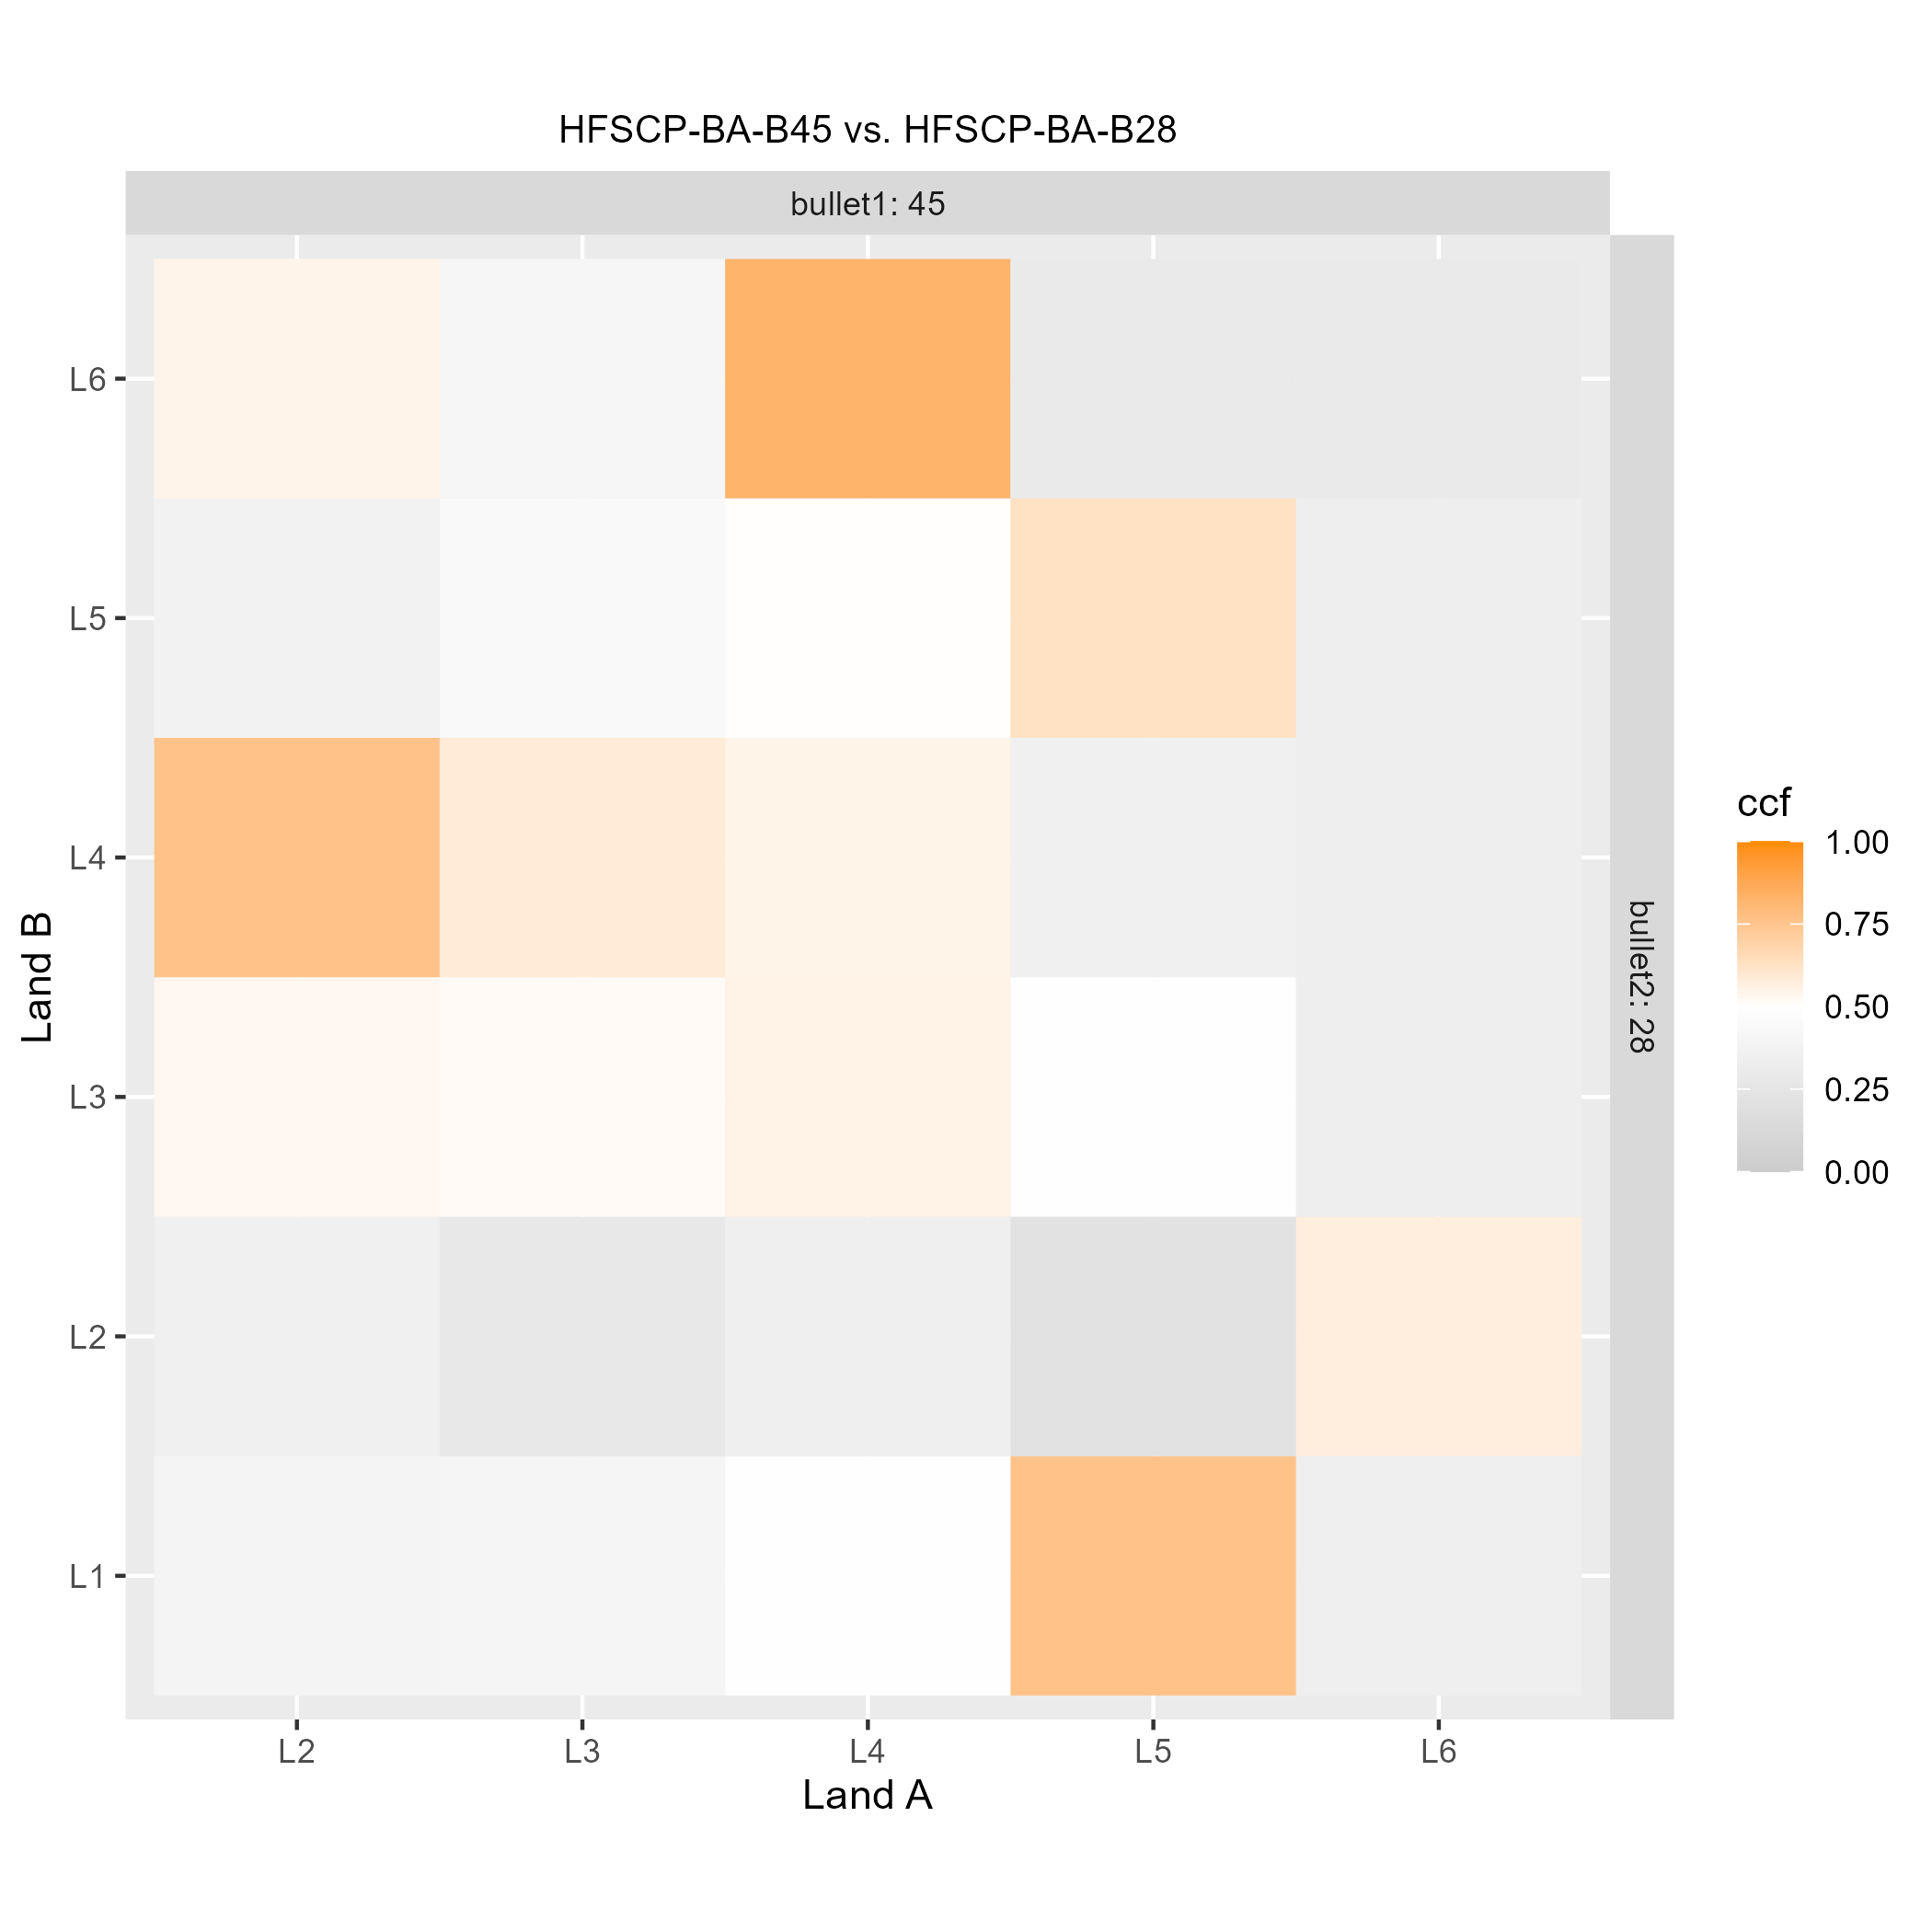 HFSCP-BA-B45 vs. HFSCP-BA-B28
bullet1: 45
L6
L5
L4
L3
L2
L1
Land B
bullet2: 28
ccf
1.00
0.75
0.50
0.25
0.00
L2
L3
L4
L5
L6
Land A